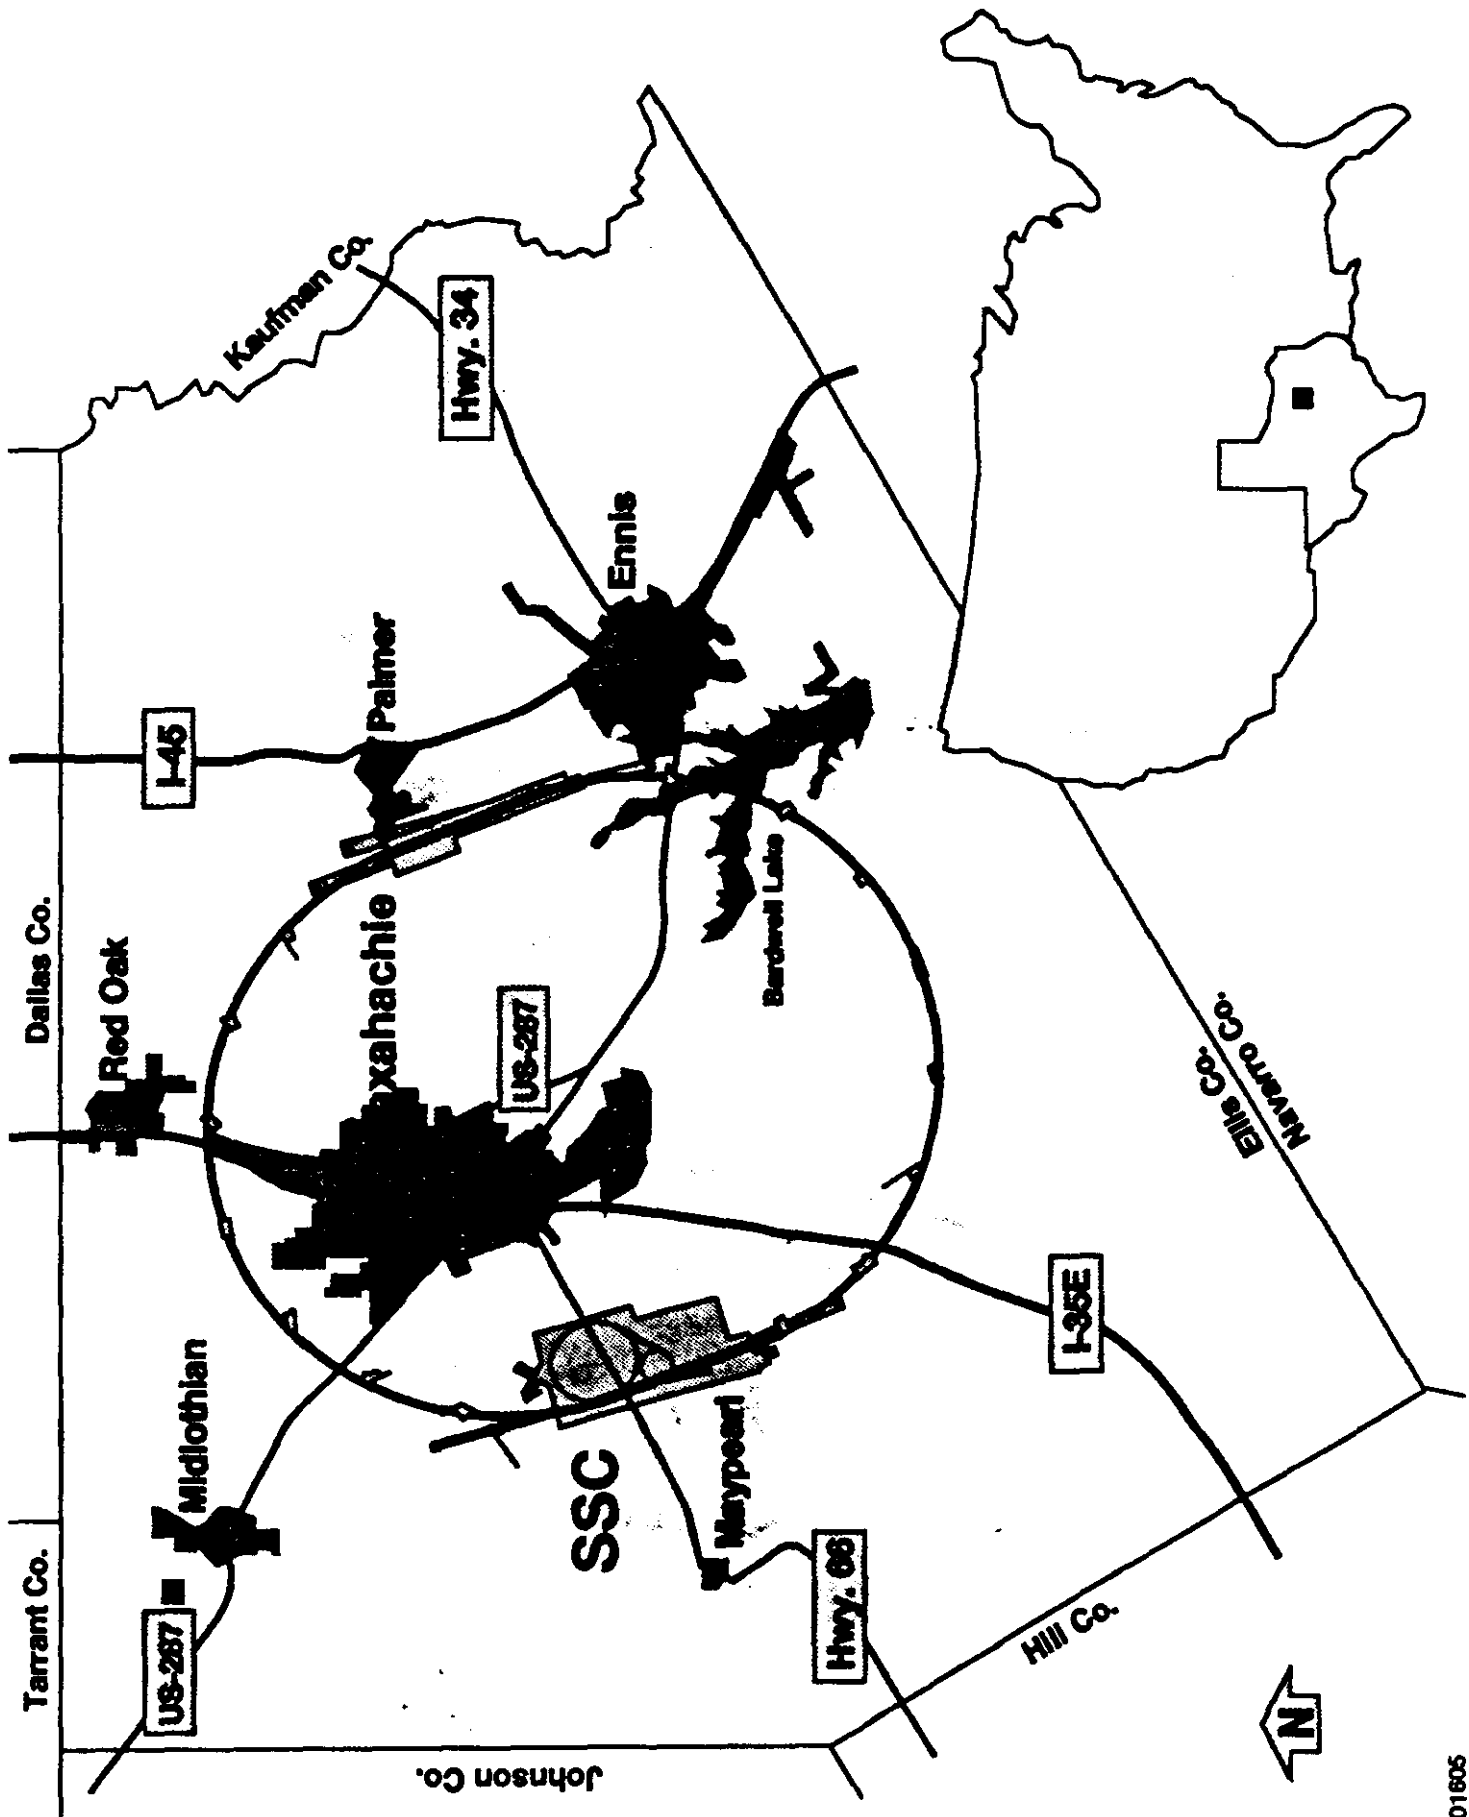 Tarrant Co.
Dallas Co.
US-287
Midlothian
Red Oak
I-45
Kaufman Co.
axahachie
Palmer
Hwy. 34
Johnson Co.
SSC
US-287
Ennis
Maypearl
Bardwell Lake
Hwy. 66
I-35E
Hill Co.
Ellis Co.
Navarro Co.
N
01605